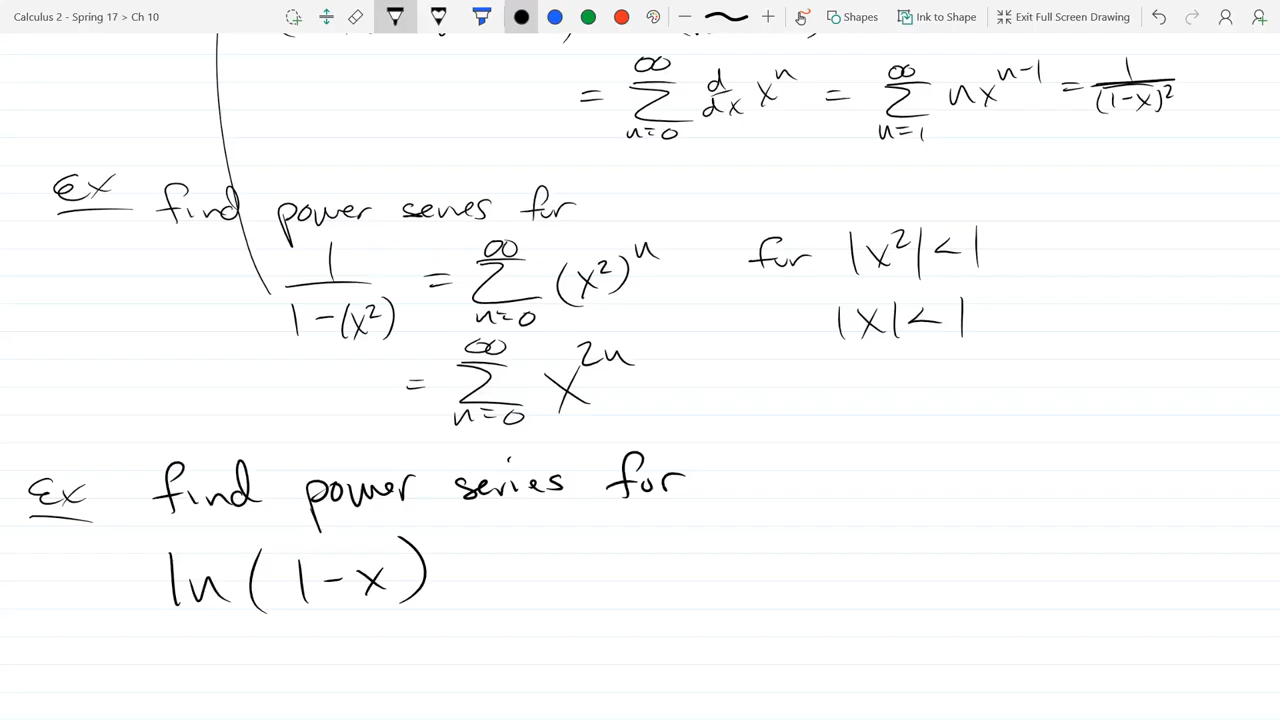 Calculus 2 - Spring 17 > Ch 10
Shapes Ink to Shape Exit Full Screen Drawing
= ∑_{n=0}^{∞} d/dx x^n = ∑_{n=1}^{∞} nx^{n-1} = 1/(1-x)^2
Ex find power series for
1/(1-(x^2)) = ∑_{n=0}^{∞} (x^2)^n for |x^2| < 1
|x| < 1
= ∑_{n=0}^{∞} x^{2n}
Ex find power series for
ln(1-x)